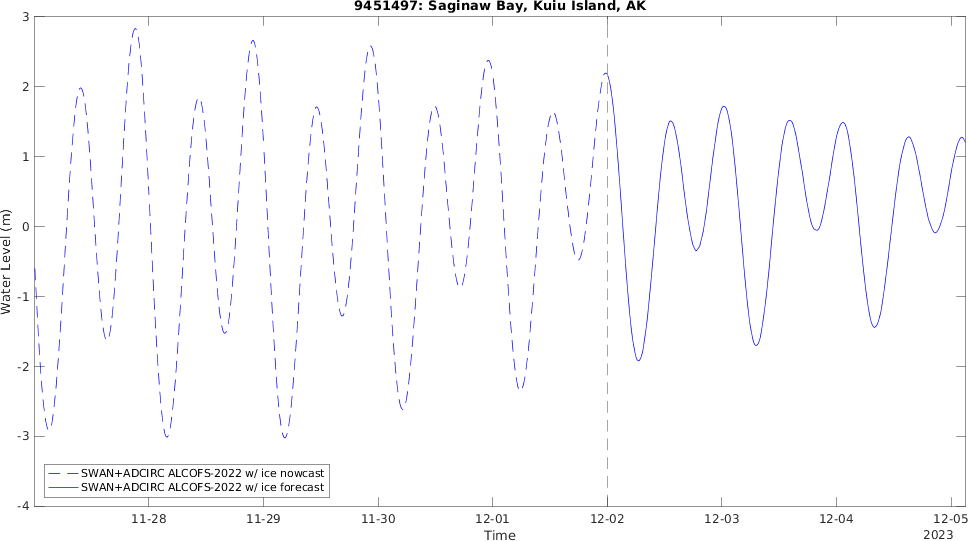 9451497: Saginaw Bay, Kuiu Island, AK
3
2
1
0
-1
-2
-3
-4
Water Level (m)
SWAN+ADCIRC ALCOFS-2022 w/ ice nowcast
SWAN+ADCIRC ALCOFS-2022 w/ ice forecast
11-28 11-29 11-30 12-01 12-02 12-03 12-04 12-05
Time
2023